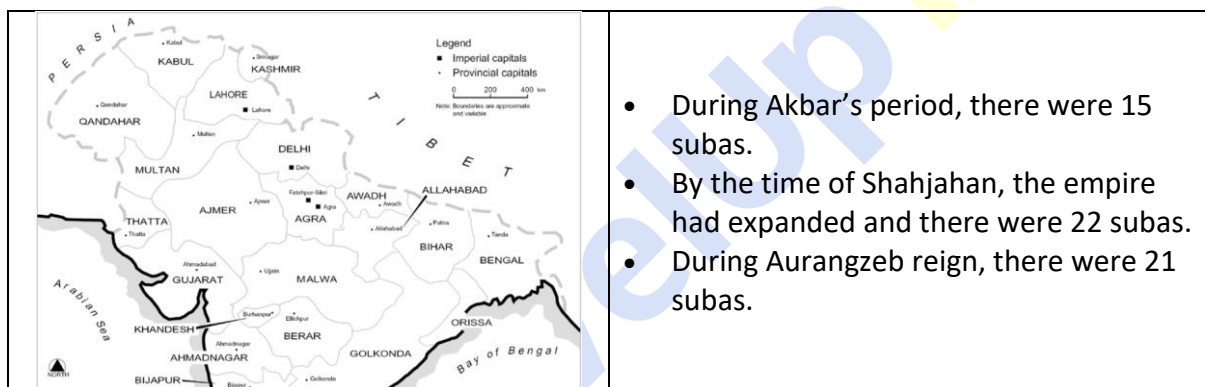 PERSIA
Kabul
KABUL
Srinagar
KASHMIR
Legend
Imperial capitals
Provincial capitals
0 200 400 km
Note: Boundaries are approximate
and variable
LAHORE
Lahore
Qandahar
QANDAHAR
Multan
MULTAN
DELHI
Delhi
TIBET
Fatehpur-Sikri
Agra
AGRA
AWADH
Awadh
ALLAHABAD
Allahabad
AJMER
Ajmer
THATTA
Thatta
Patna
BIHAR
Tanda
BENGAL
Ahmadabad
GUJARAT
Ujjain
MALWA
Arabian Sea
KHANDESH
Burhanpur
Ellichpur
BERAR
ORISSA
Ahmadnagar
AHMADNAGAR
GOLKONDA
Bay of Bengal
NORTH
BIJAPUR
Golconda
• During Akbar’s period, there were 15
subas.
• By the time of Shahjahan, the empire
had expanded and there were 22 subas.
• During Aurangzeb reign, there were 21
subas.